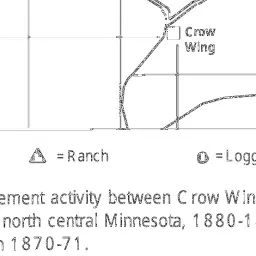 Crow
Wing
= Ranch
= Logg
ement activity between Crow Win
north central Minnesota, 1880-1
1870-71.